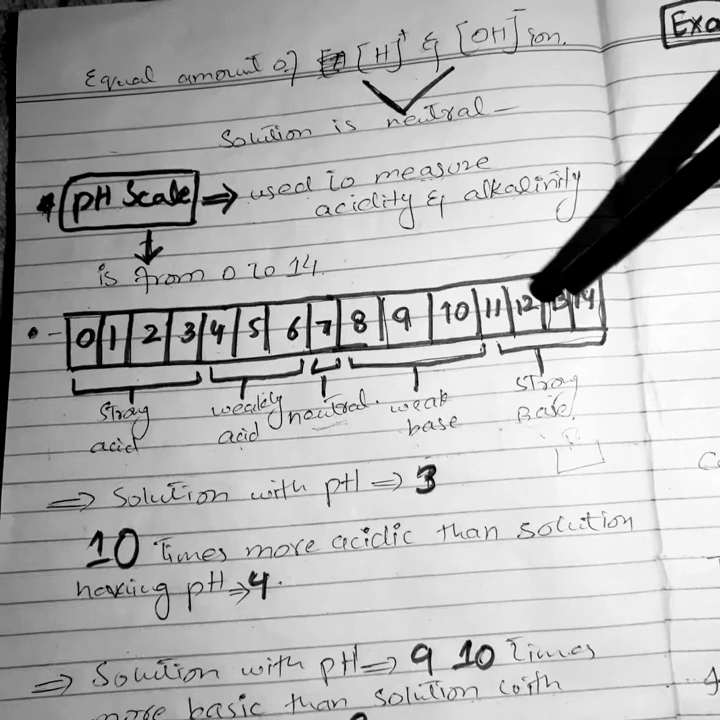 Equal amount of [H]⁺ & [OH]⁻ ion.
Exa
Solution is neutral
pH Scale ⇒ used to measure
acidity & alkalinity
is from 0 to 14
0 1 2 3 4 5 6 7 8 9 10 11 12 13 14
strong acid
weakly acid
neutral.
weak base
strong Base
⇒ Solution with pH ⇒ 3
10 times more acidic than solution
having pH ⇒ 4.
⇒ Solution with pH ⇒ 9 10 times
more basic than solution with